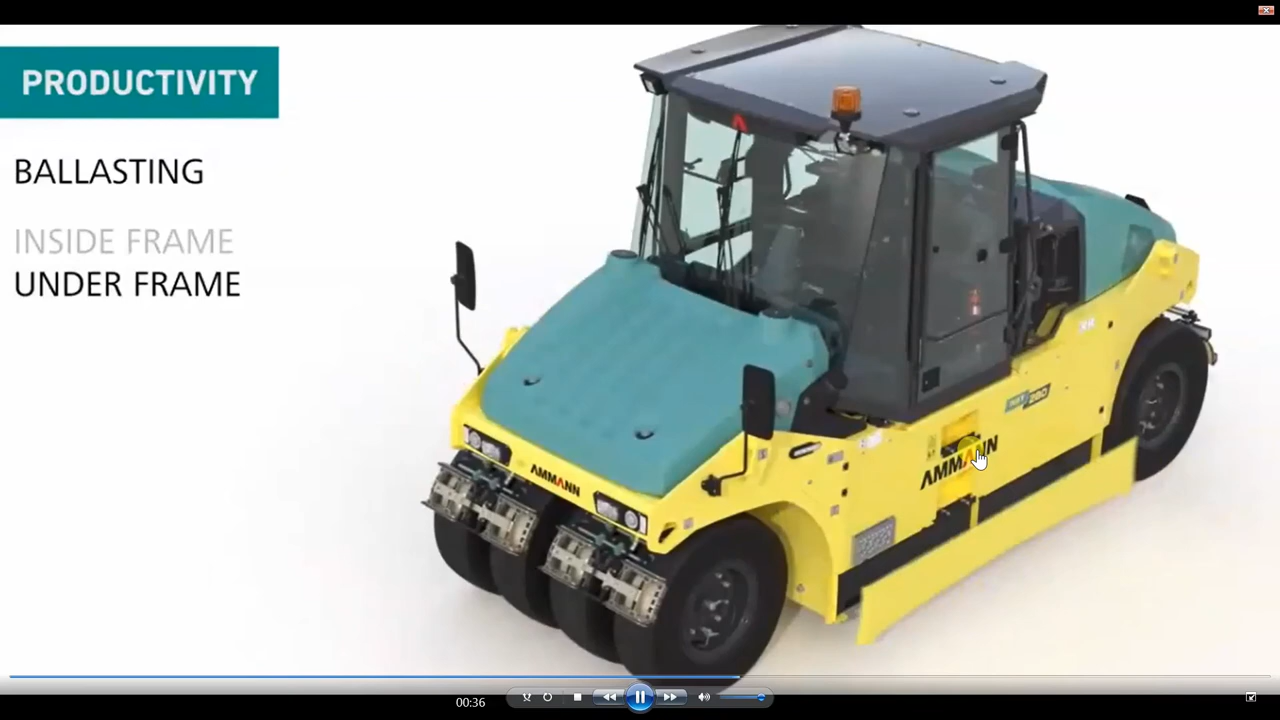 PRODUCTIVITY
BALLASTING
INSIDE FRAME
UNDER FRAME
AMMANN
AMMANN
00:36